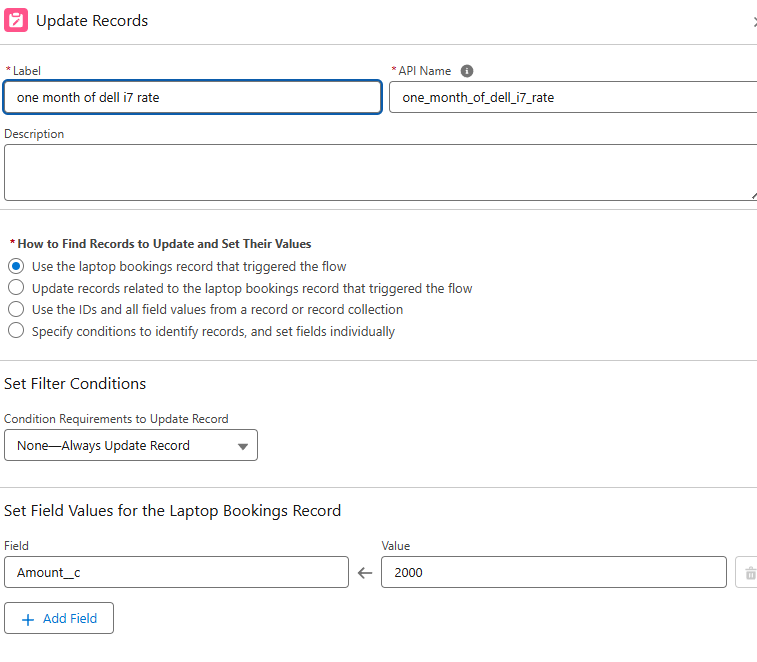 Update Records
* Label
* API Name
one month of dell i7 rate
one_month_of_dell_i7_rate
Description
* How to Find Records to Update and Set Their Values
Use the laptop bookings record that triggered the flow
Update records related to the laptop bookings record that triggered the flow
Use the IDs and all field values from a record or record collection
Specify conditions to identify records, and set fields individually
Set Filter Conditions
Condition Requirements to Update Record
None—Always Update Record
Set Field Values for the Laptop Bookings Record
Field
Value
Amount__c
2000
+ Add Field